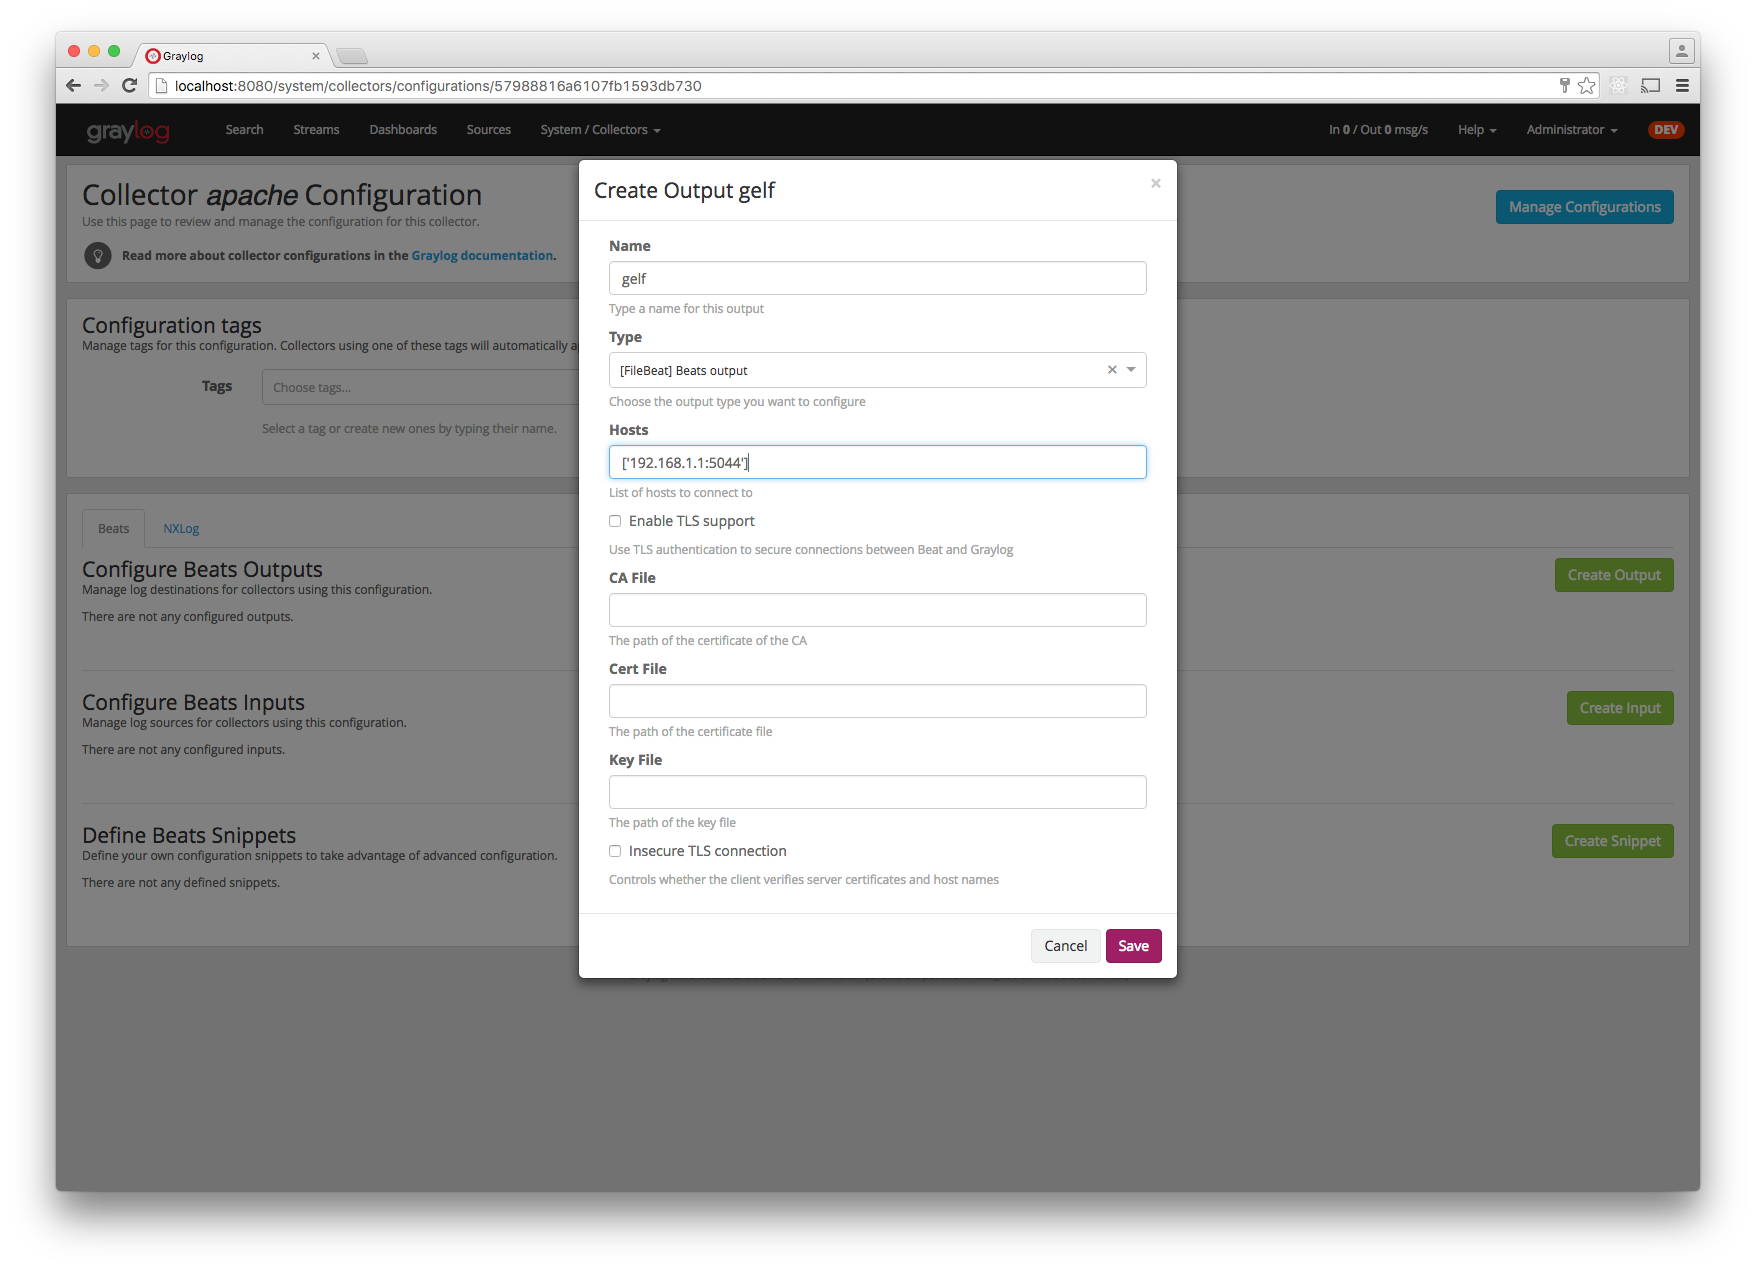 Graylog
localhost:8080/system/collectors/configurations/57988816a6107fb1593db730
graylog
Search
Streams
Dashboards
Sources
System / Collectors
In 0 / Out 0 msg/s
Help
Administrator
DEV
Collector apache Configuration
Use this page to review and manage the configuration for this collector.
Read more about collector configurations in the Graylog documentation.
Manage Configurations
Configuration tags
Manage tags for this configuration. Collectors using one of these tags will automatically
Tags
Choose tags...
Select a tag or create new ones by typing their name.
Beats
NXLog
Configure Beats Outputs
Manage log destinations for collectors using this configuration.
There are not any configured outputs.
Create Output
Configure Beats Inputs
Manage log sources for collectors using this configuration.
There are not any configured inputs.
Create Input
Define Beats Snippets
Define your own configuration snippets to take advantage of advanced configuration.
There are not any defined snippets.
Create Snippet
Create Output gelf
×
Name
gelf
Type a name for this output
Type
[FileBeat] Beats output
Choose the output type you want to configure
Hosts
['192.168.1.1:5044']
List of hosts to connect to
Enable TLS support
Use TLS authentication to secure connections between Beat and Graylog
CA File
The path of the certificate of the CA
Cert File
The path of the certificate file
Key File
The path of the key file
Insecure TLS connection
Controls whether the client verifies server certificates and host names
Cancel
Save